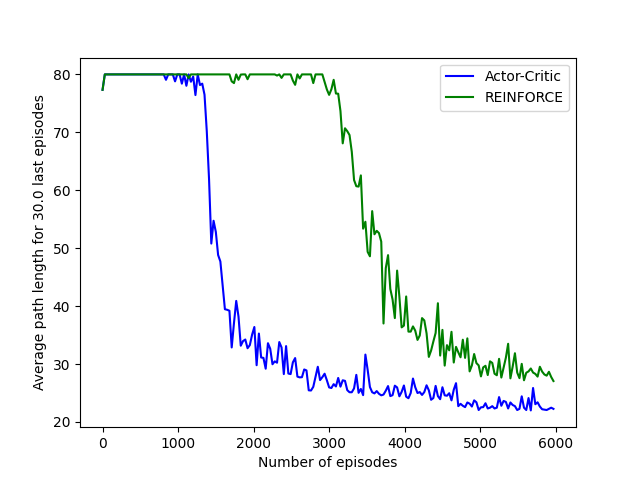 Actor-Critic
REINFORCE
Average path length for 30.0 last episodes
80
70
60
50
40
30
20
0 1000 2000 3000 4000 5000 6000
Number of episodes